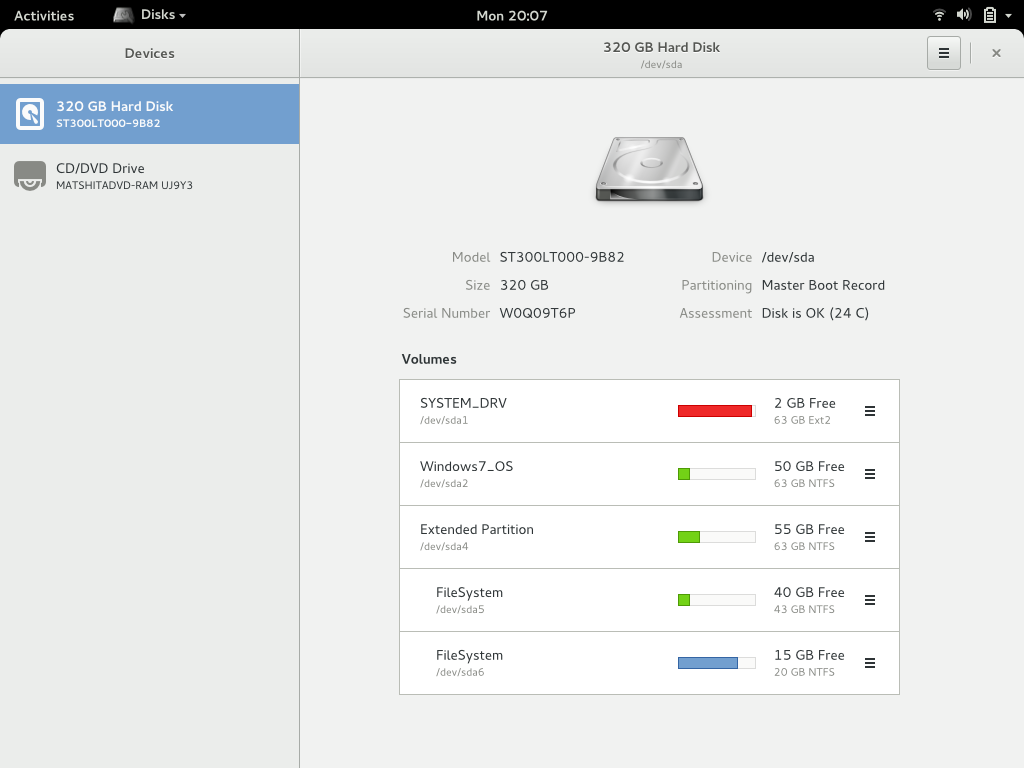 Activities
Disks
Mon 20:07
Devices
320 GB Hard Disk
/dev/sda
320 GB Hard Disk
ST300LT000-9B82
CD/DVD Drive
MATSHITADVD-RAM UJ9Y3
Model ST300LT000-9B82
Device /dev/sda
Size 320 GB
Partitioning Master Boot Record
Serial Number W0Q09T6P
Assessment Disk is OK (24 C)
Volumes
SYSTEM_DRV
/dev/sda1
2 GB Free
63 GB Ext2
Windows7_OS
/dev/sda2
50 GB Free
63 GB NTFS
Extended Partition
/dev/sda4
55 GB Free
63 GB NTFS
FileSystem
/dev/sda5
40 GB Free
43 GB NTFS
FileSystem
/dev/sda6
15 GB Free
20 GB NTFS